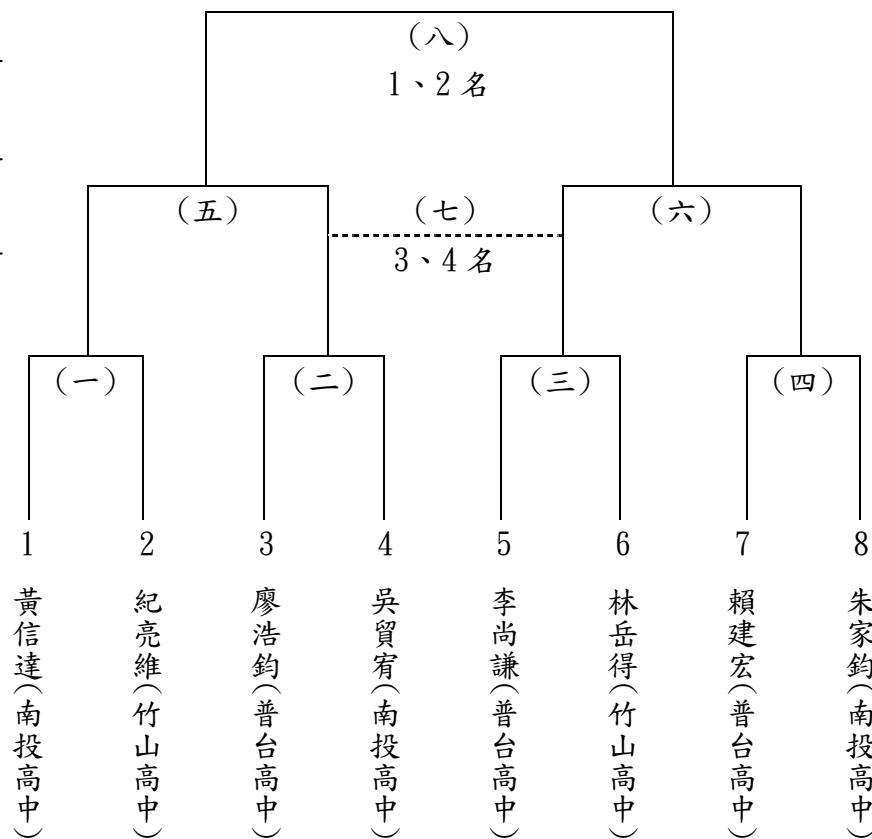 (八)
1、2名
(五)
(七)
(六)
3、4名
(一)
(二)
(三)
(四)
1
2
3
4
5
6
7
8
黃信達(南投高中)
紀亮維(竹山高中)
廖浩鈞(普台高中)
吳貿宥(南投高中)
李尚謙(普台高中)
林岳得(竹山高中)
賴建宏(普台高中)
朱家鈞(南投高中)